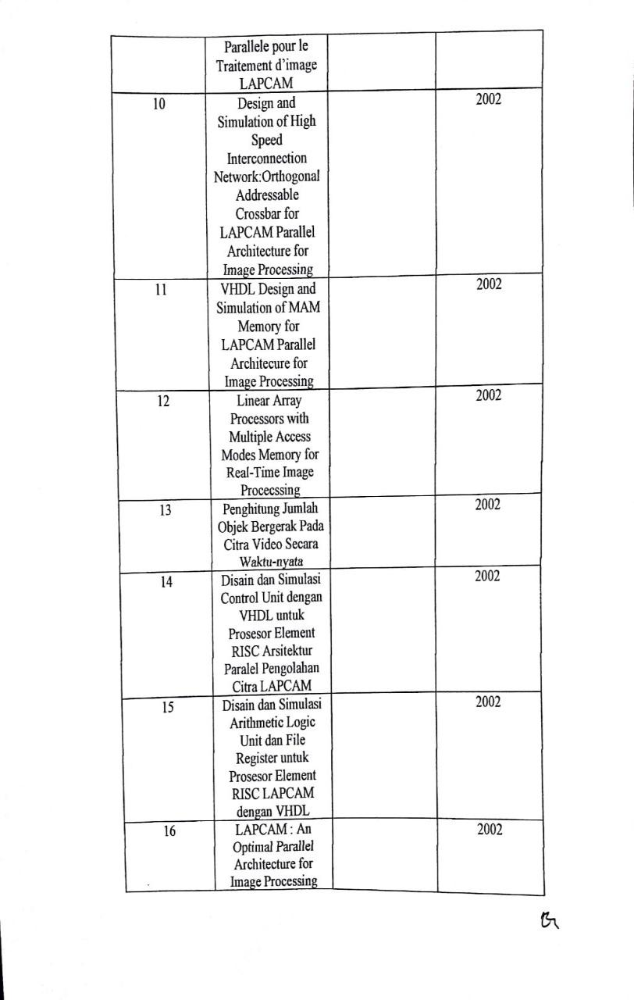 Parallele pour le
Traitement d'image
LAPCAM
10 Design and 2002
Simulation of High
Speed
Interconnection
Network:Orthogonal
Addressable
Crossbar for
LAPCAM Parallel
Architecture for
Image Processing
11 VHDL Design and 2002
Simulation of MAM
Memory for
LAPCAM Parallel
Architecure for
Image Processing
12 Linear Array 2002
Processors with
Multiple Access
Modes Memory for
Real-Time Image
Procecssing
13 Penghitung Jumlah 2002
Objek Bergerak Pada
Citra Video Secara
Waktu-nyata
14 Disain dan Simulasi 2002
Control Unit dengan
VHDL untuk
Prosesor Element
RISC Arsitektur
Paralel Pengolahan
Citra LAPCAM
15 Disain dan Simulasi 2002
Arithmetic Logic
Unit dan File
Register untuk
Prosesor Element
RISC LAPCAM
dengan VHDL
16 LAPCAM : An 2002
Optimal Parallel
Architecture for
Image Processing